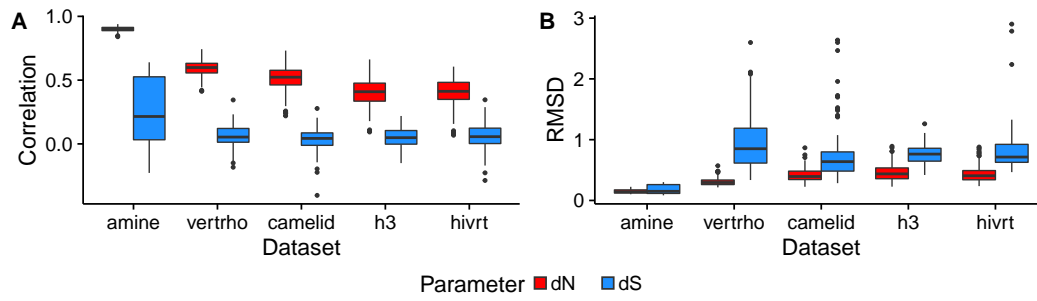 A
Correlation
1.0
0.5
0.0
amine vertrho camelid h3 hivrt
Dataset
B
RMSD
3
2
1
0
amine vertrho camelid h3 hivrt
Dataset
Parameter dN dS